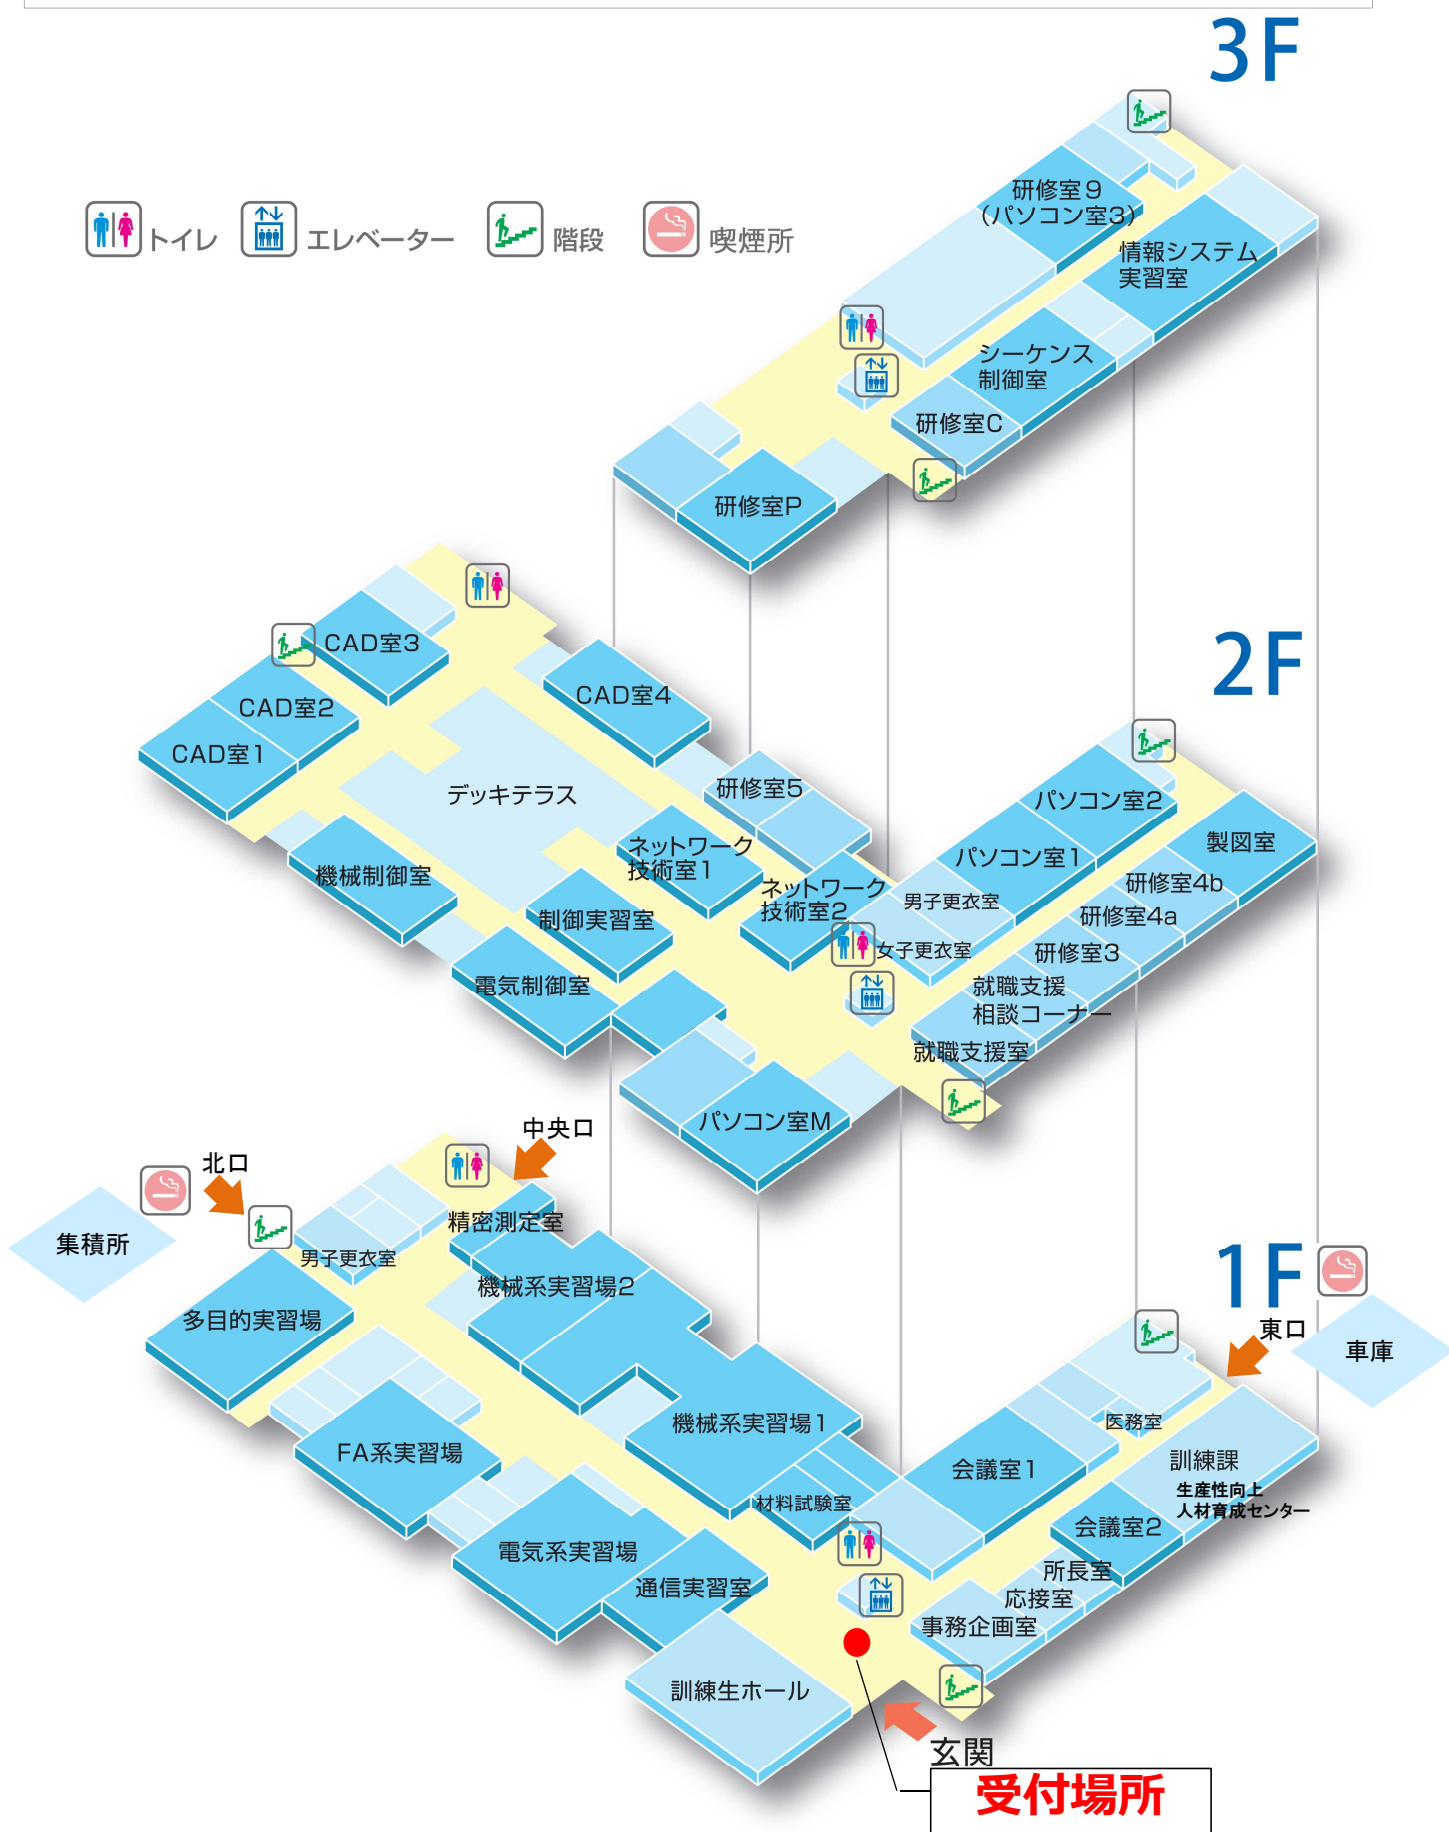 3F
トイレ
エレベーター
階段
喫煙所
研修室9
(パソコン室3)
情報システム
実習室
シーケンス
制御室
研修室C
研修室P
2F
CAD室3
CAD室2
CAD室1
CAD室4
デッキテラス
研修室5
ネットワーク
技術室1
ネットワーク
技術室2
機械制御室
制御実習室
電気制御室
パソコン室2
パソコン室1
男子更衣室
女子更衣室
製図室
研修室4b
研修室4a
研修室3
就職支援
相談コーナー
就職支援室
パソコン室M
1F
中央口
北口
集積所
精密測定室
男子更衣室
機械系実習場2
多目的実習場
東口
車庫
機械系実習場1
医務室
FA系実習場
会議室1
訓練課
生産性向上
人材育成センター
材料試験室
会議室2
電気系実習場
通信実習室
所長室
応接室
事務企画室
訓練生ホール
玄関
受付場所